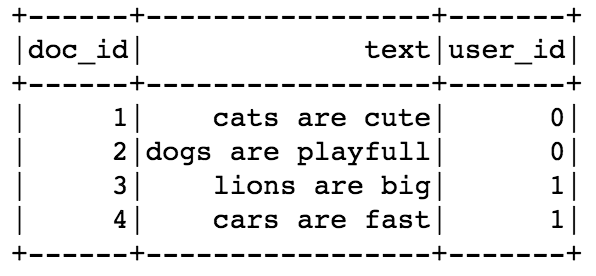 +------+-----------------+-------+
|doc_id|             text|user_id|
+------+-----------------+-------+
|     1|    cats are cute|      0|
|     2|dogs are playfull|      0|
|     3|    lions are big|      1|
|     4|    cars are fast|      1|
+------+-----------------+-------+